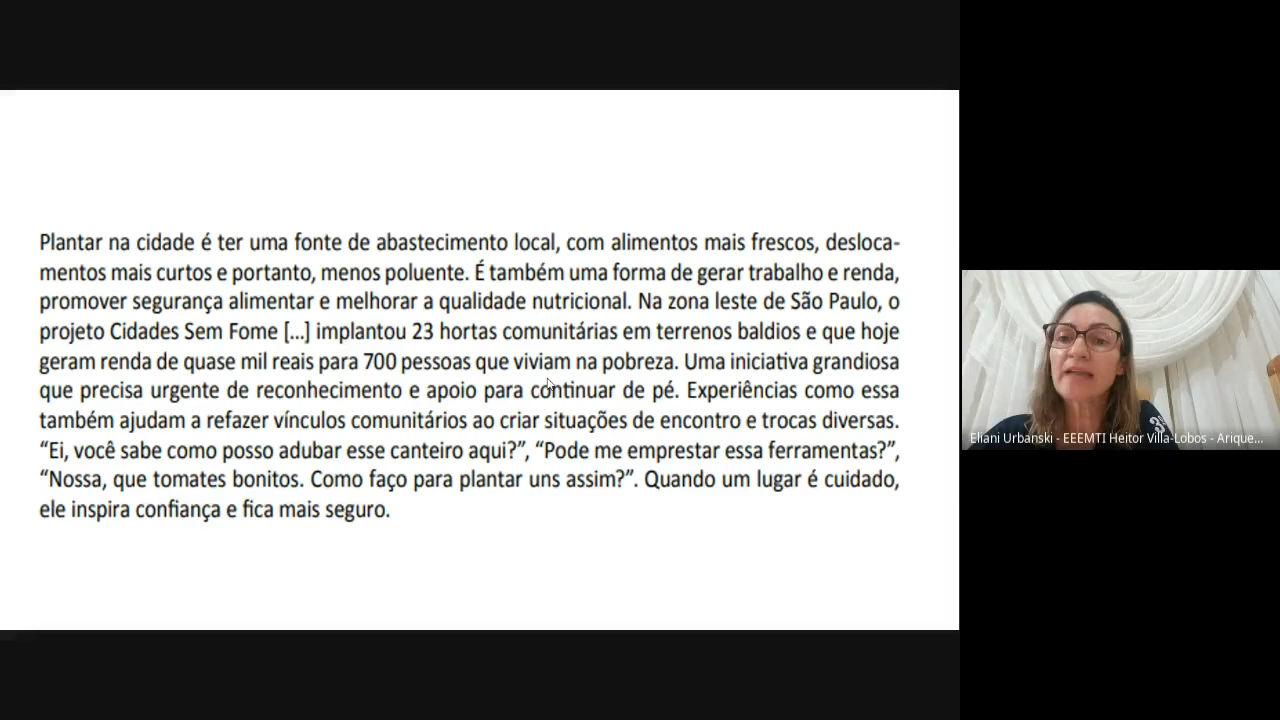 Plantar na cidade é ter uma fonte de abastecimento local, com alimentos mais frescos, desloca-
mentos mais curtos e portanto, menos poluente. É também uma forma de gerar trabalho e renda,
promover segurança alimentar e melhorar a qualidade nutricional. Na zona leste de São Paulo, o
projeto Cidades Sem Fome [...] implantou 23 hortas comunitárias em terrenos baldios e que hoje
geram renda de quase mil reais para 700 pessoas que viviam na pobreza. Uma iniciativa grandiosa
que precisa urgente de reconhecimento e apoio para continuar de pé. Experiências como essa
também ajudam a refazer vínculos comunitários ao criar situações de encontro e trocas diversas.
“Ei, você sabe como posso adubar esse canteiro aqui?”, “Pode me emprestar essa ferramentas?”,
“Nossa, que tomates bonitos. Como faço para plantar uns assim?”. Quando um lugar é cuidado,
ele inspira confiança e fica mais seguro.
Eliani Urbanski - EEEMTI Heitor Villa-Lobos - Arique...